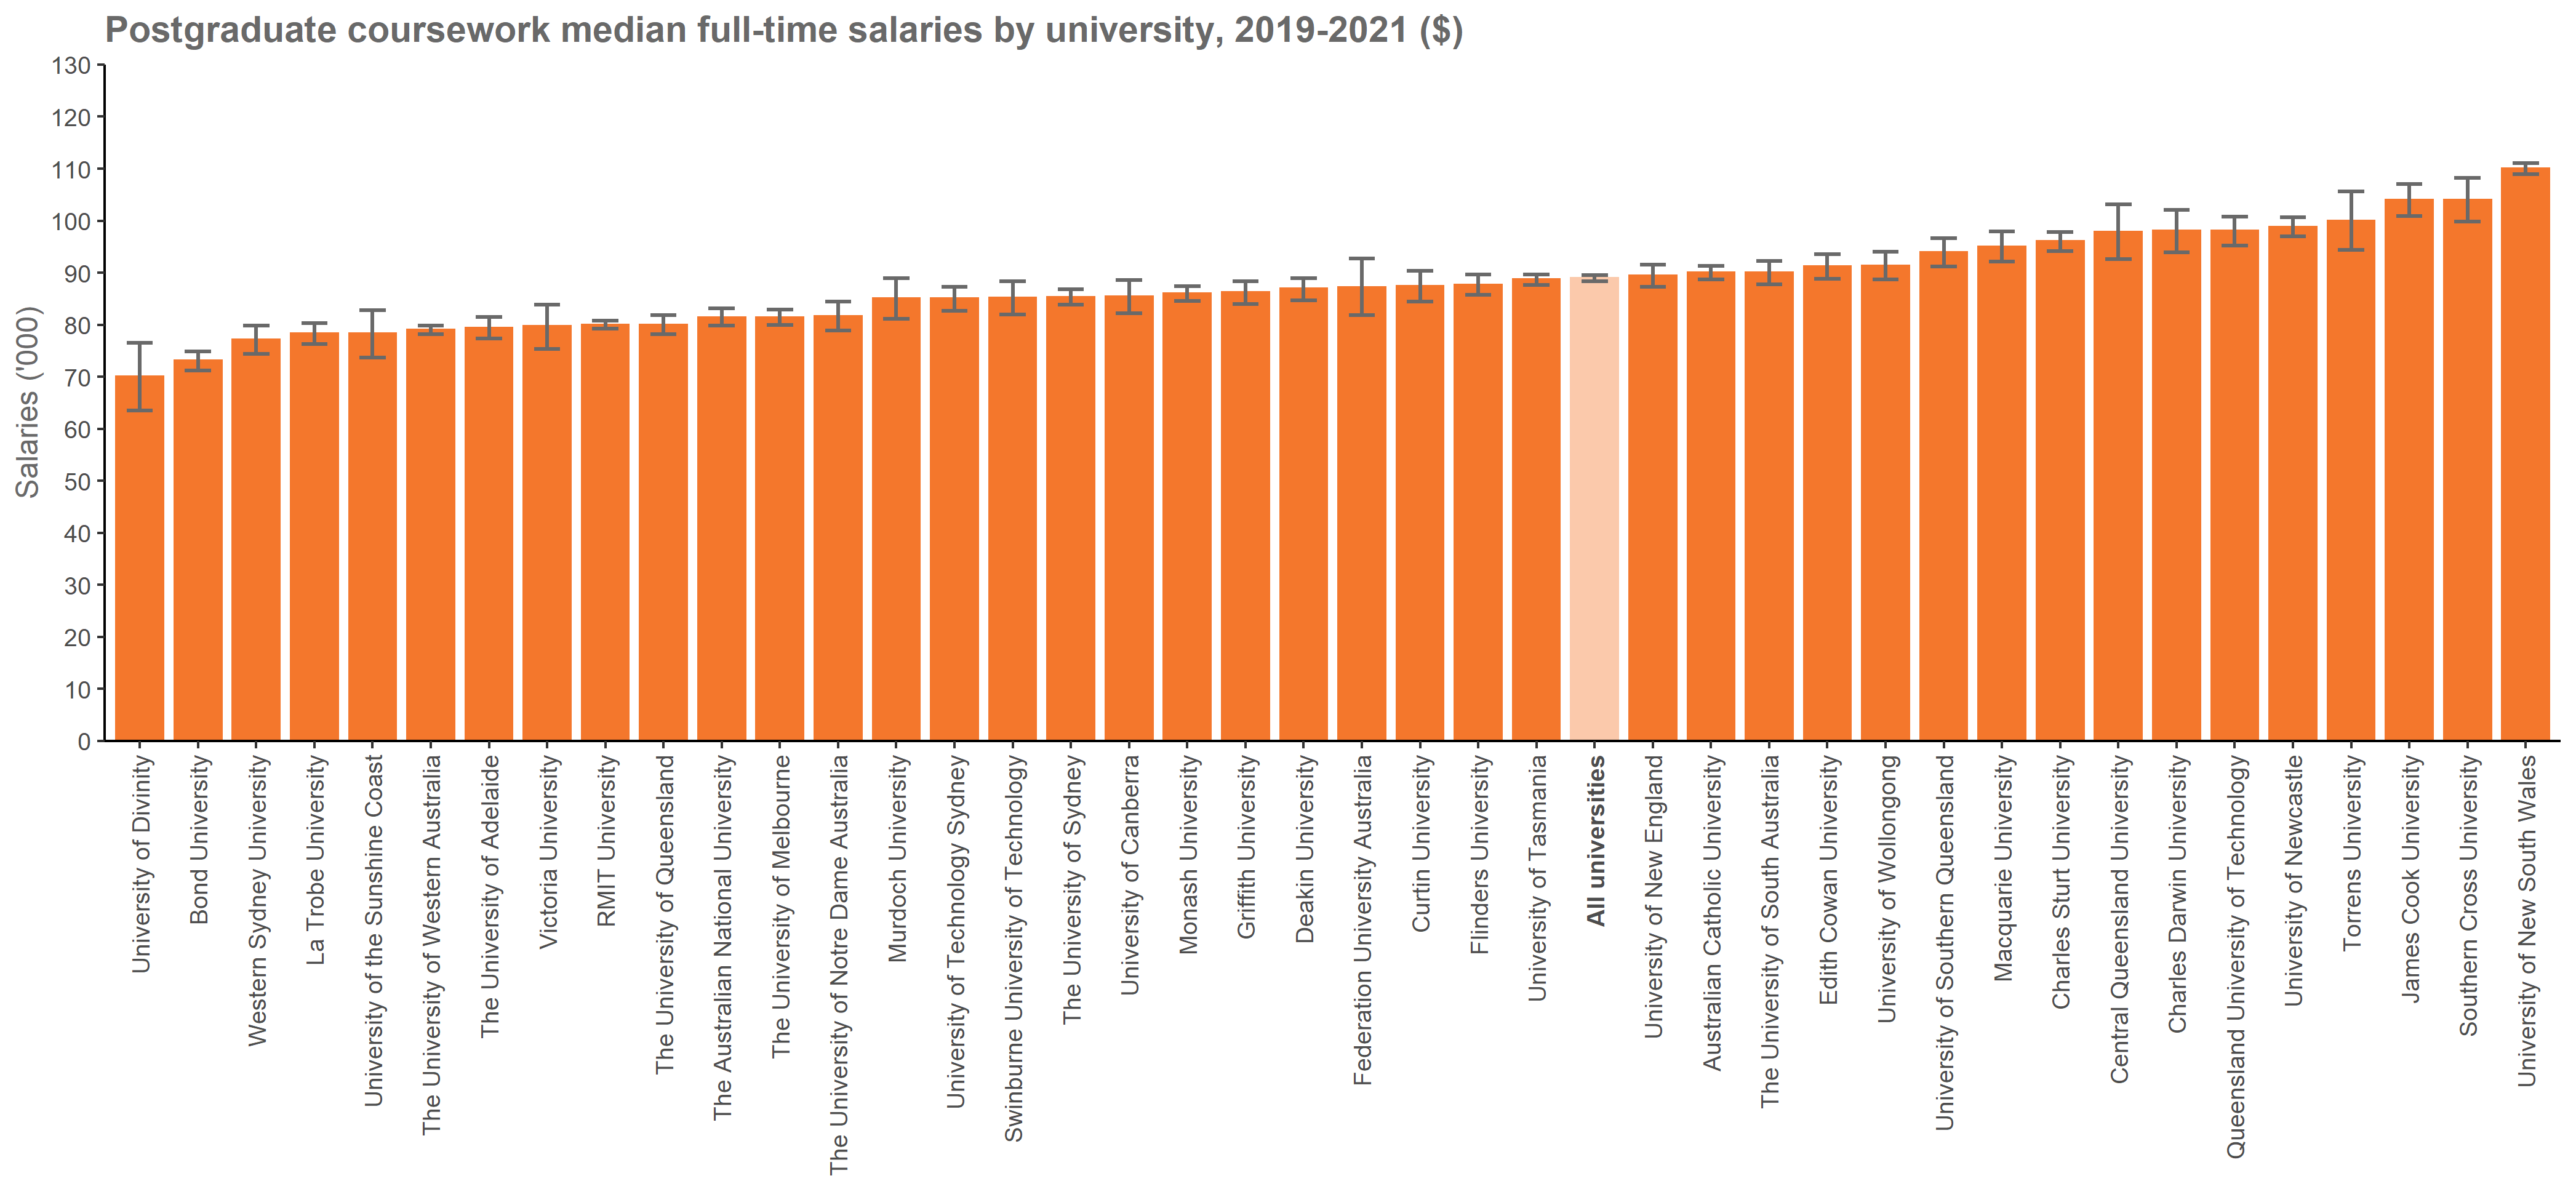 Postgraduate coursework median full-time salaries by university, 2019-2021 ($)
Salaries ('000)
130
120
110
100
90
80
70
60
50
40
30
20
10
0
University of Divinity
Bond University
Western Sydney University
La Trobe University
University of the Sunshine Coast
The University of Western Australia
The University of Adelaide
Victoria University
RMIT University
The University of Queensland
The Australian National University
The University of Melbourne
The University of Notre Dame Australia
Murdoch University
University of Technology Sydney
Swinburne University of Technology
The University of Sydney
University of Canberra
Monash University
Griffith University
Deakin University
Federation University Australia
Curtin University
Flinders University
University of Tasmania
All universities
University of New England
Australian Catholic University
The University of South Australia
Edith Cowan University
University of Wollongong
University of Southern Queensland
Macquarie University
Charles Sturt University
Central Queensland University
Charles Darwin University
Queensland University of Technology
University of Newcastle
Torrens University
James Cook University
Southern Cross University
University of New South Wales